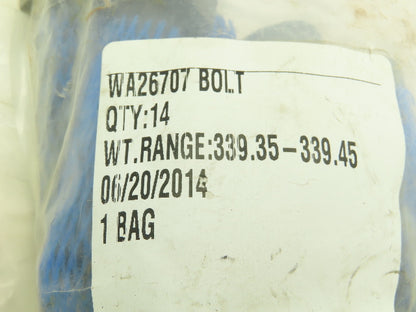 WA26707 BOLT
QTY:14
WT.RANGE:339.35-339.45
06/20/2014
1 BAG